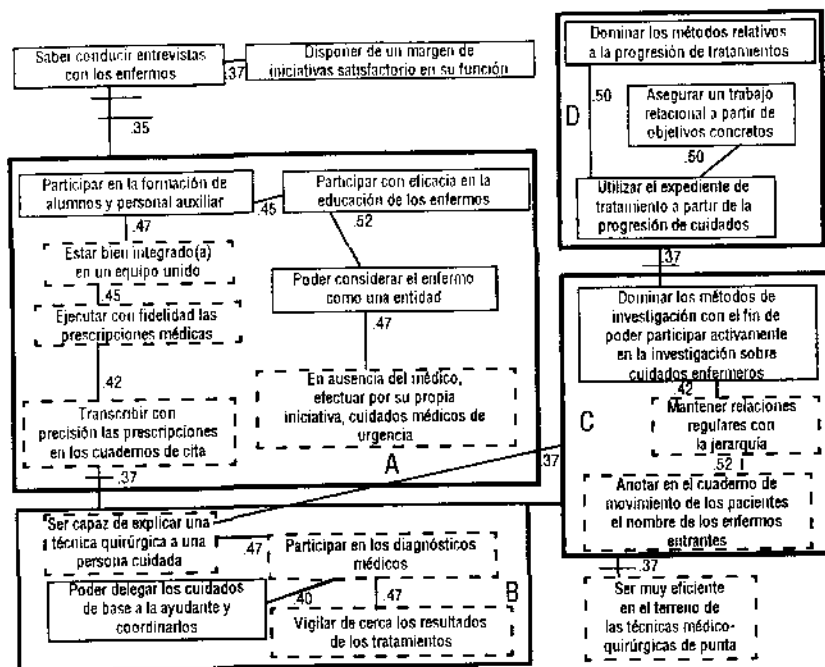 Saber conducir entrevistas
con los enfermos
.37
Disponer de un margen de
iniciativas satisfactorio en su función
.35
Participar en la formación de
alumnos y personal auxiliar
.45
Participar con eficacia en la
educación de los enfermos
.47
.52
Estar bien integrado(a)
en un equipo unido
.45
Ejecutar con fidelidad las
prescripciones médicas
Poder considerar el enfermo
como una entidad
.47
.42
Transcribir con
precisión las prescripciones
en los cuadernos de cita
En ausencia del médico,
efectuar por su propia
iniciativa, cuidados médicos de
urgencia
A
.37
.37
Ser capaz de explicar una
técnica quirúrgica a una
persona cuidada
.47
Participar en los diagnósticos
médicos
Poder delegar los cuidados
de base a la ayudante y
coordinarlos
.40
.47
B
Vigilar de cerca los resultados
de los tratamientos
Dominar los métodos relativos
a la progresión de tratamientos
.50
D
Asegurar un trabajo
relacional a partir de
objetivos concretos
.50
Utilizar el expediente de
tratamiento a partir de la
progresión de cuidados
.37
Dominar los métodos de
investigación con el fin de
poder participar activamente
en la investigación sobre
cuidados enfermeros
.42
C
Mantener relaciones
regulares con
la jerarquía
.52
Anotar en el cuaderno de
movimiento de los pacientes
el nombre de los enfermos
entrantes
.37
Ser muy eficiente
en el terreno de
las técnicas médico-
quirúrgicas de punta